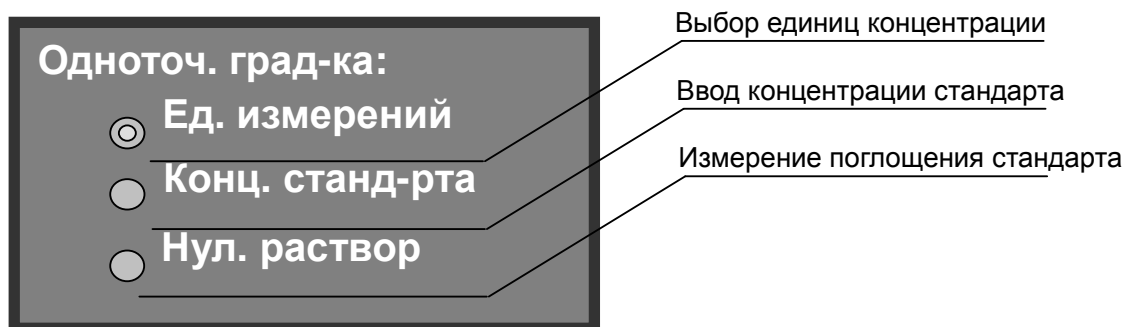 Одноточ. град-ка:
Ед. измерений
Конц. станд-рта
Нул. раствор
Выбор единиц концентрации
Ввод концентрации стандарта
Измерение поглощения стандарта